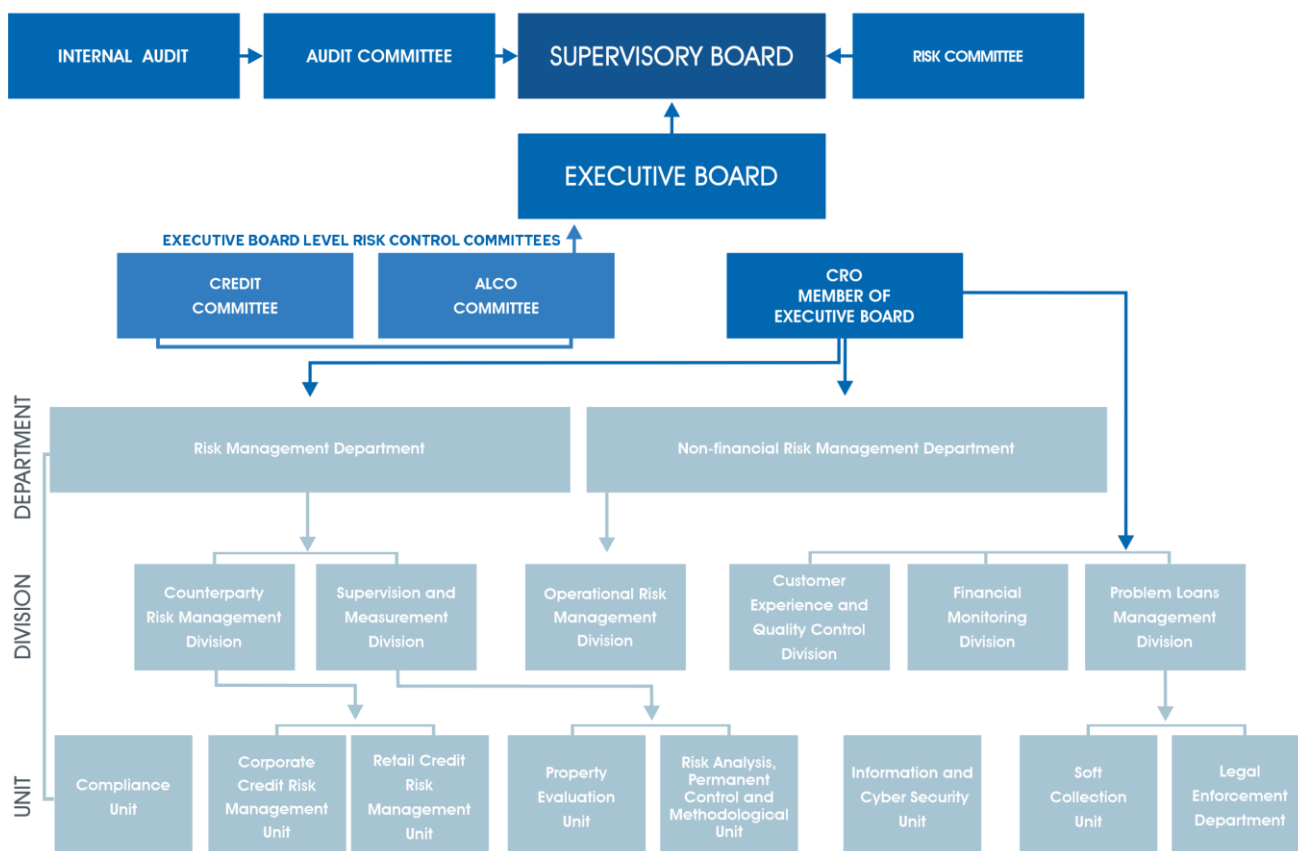 INTERNAL AUDIT
AUDIT COMMITTEE
SUPERVISORY BOARD
RISK COMMITTEE
EXECUTIVE BOARD
EXECUTIVE BOARD LEVEL RISK CONTROL COMMITTEES
CREDIT
COMMITTEE
ALCO
COMMITTEE
CRO
MEMBER OF
EXECUTIVE BOARD
DEPARTMENT
Risk Management Department
Non-financial Risk Management Department
DIVISION
Counterparty
Risk Management
Division
Supervision and
Measurement
Division
Operational Risk
Management
Division
Customer
Experience and
Quality Control
Division
Financial
Monitoring
Division
Problem Loans
Management
Division
UNIT
Compliance
Unit
Corporate
Credit Risk
Management
Unit
Retail Credit
Risk
Management
Unit
Property
Evaluation
Unit
Risk Analysis,
Permanent
Control and
Methodological
Unit
Information and
Cyber Security
Unit
Soft
Collection
Unit
Legal
Enforcement
Department